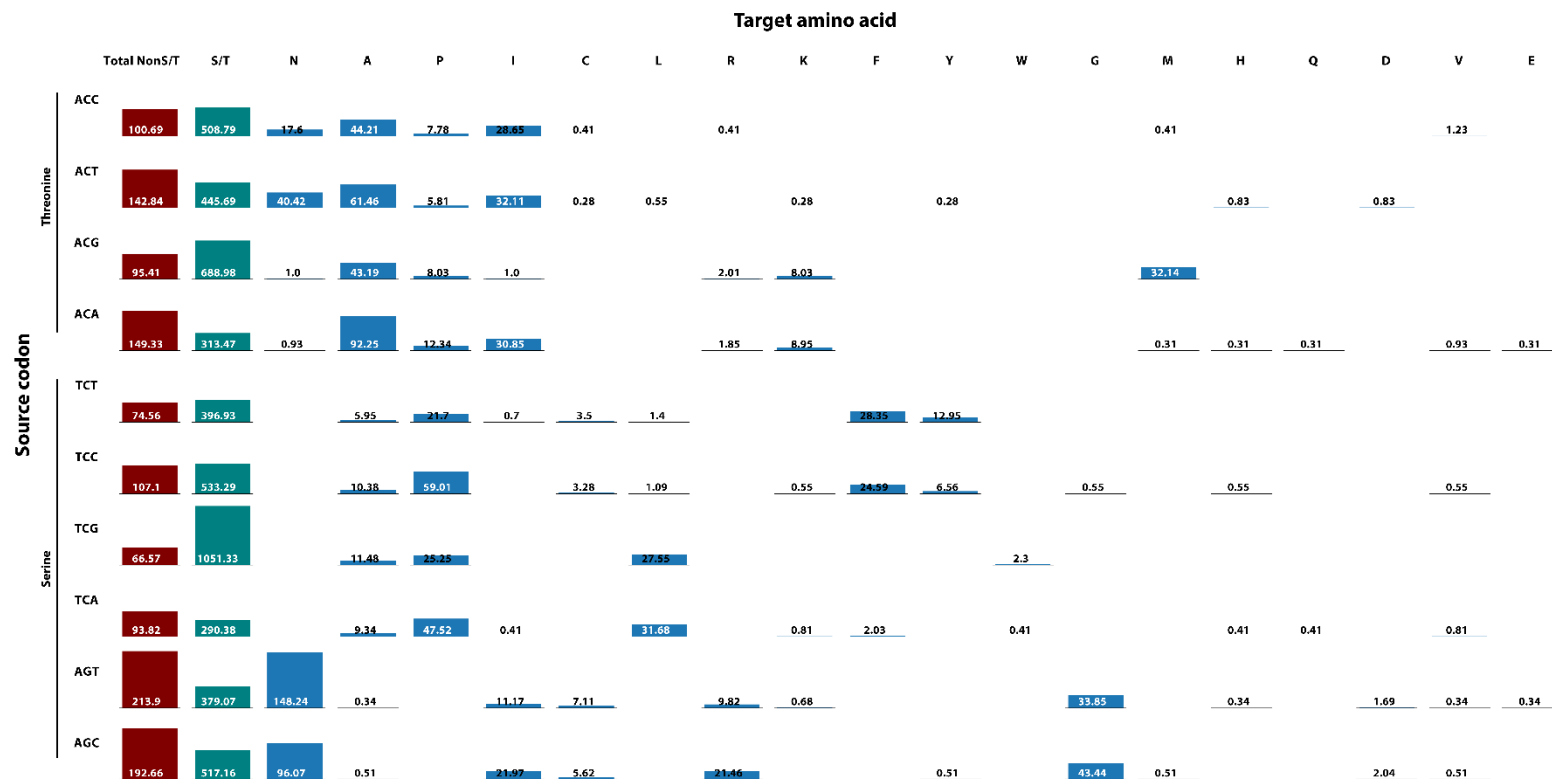 Target amino acid
Total NonS/T S/T N A P I C L R K F Y W G M H Q D V E
Source codon
Threonine
ACC
100.69 508.79 17.6 44.21 7.78 28.65 0.41 0.41 0.41 1.23
ACT
142.84 445.69 40.42 61.46 5.81 32.11 0.28 0.55 0.28 0.28 0.83 0.83
ACG
95.41 688.98 1.0 43.19 8.03 1.0 2.01 8.03 32.14
ACA
149.33 313.47 0.93 92.25 12.34 30.85 1.85 8.95 0.31 0.31 0.31 0.93 0.31
Serine
TCT
74.56 396.93 5.95 21.7 0.7 3.5 1.4 28.35 12.95
TCC
107.1 533.29 10.38 59.01 3.28 1.09 0.55 24.59 6.56 0.55 0.55 0.55
TCG
66.57 1051.33 11.48 25.25 27.55 2.3
TCA
93.82 290.38 9.34 47.52 0.41 31.68 0.81 2.03 0.41 0.41 0.41 0.81
AGT
213.9 379.07 148.24 0.34 11.17 7.11 9.82 0.68 33.85 0.34 1.69 0.34 0.34
AGC
192.66 517.16 96.07 0.51 21.97 5.62 21.46 0.51 43.44 0.51 2.04 0.51